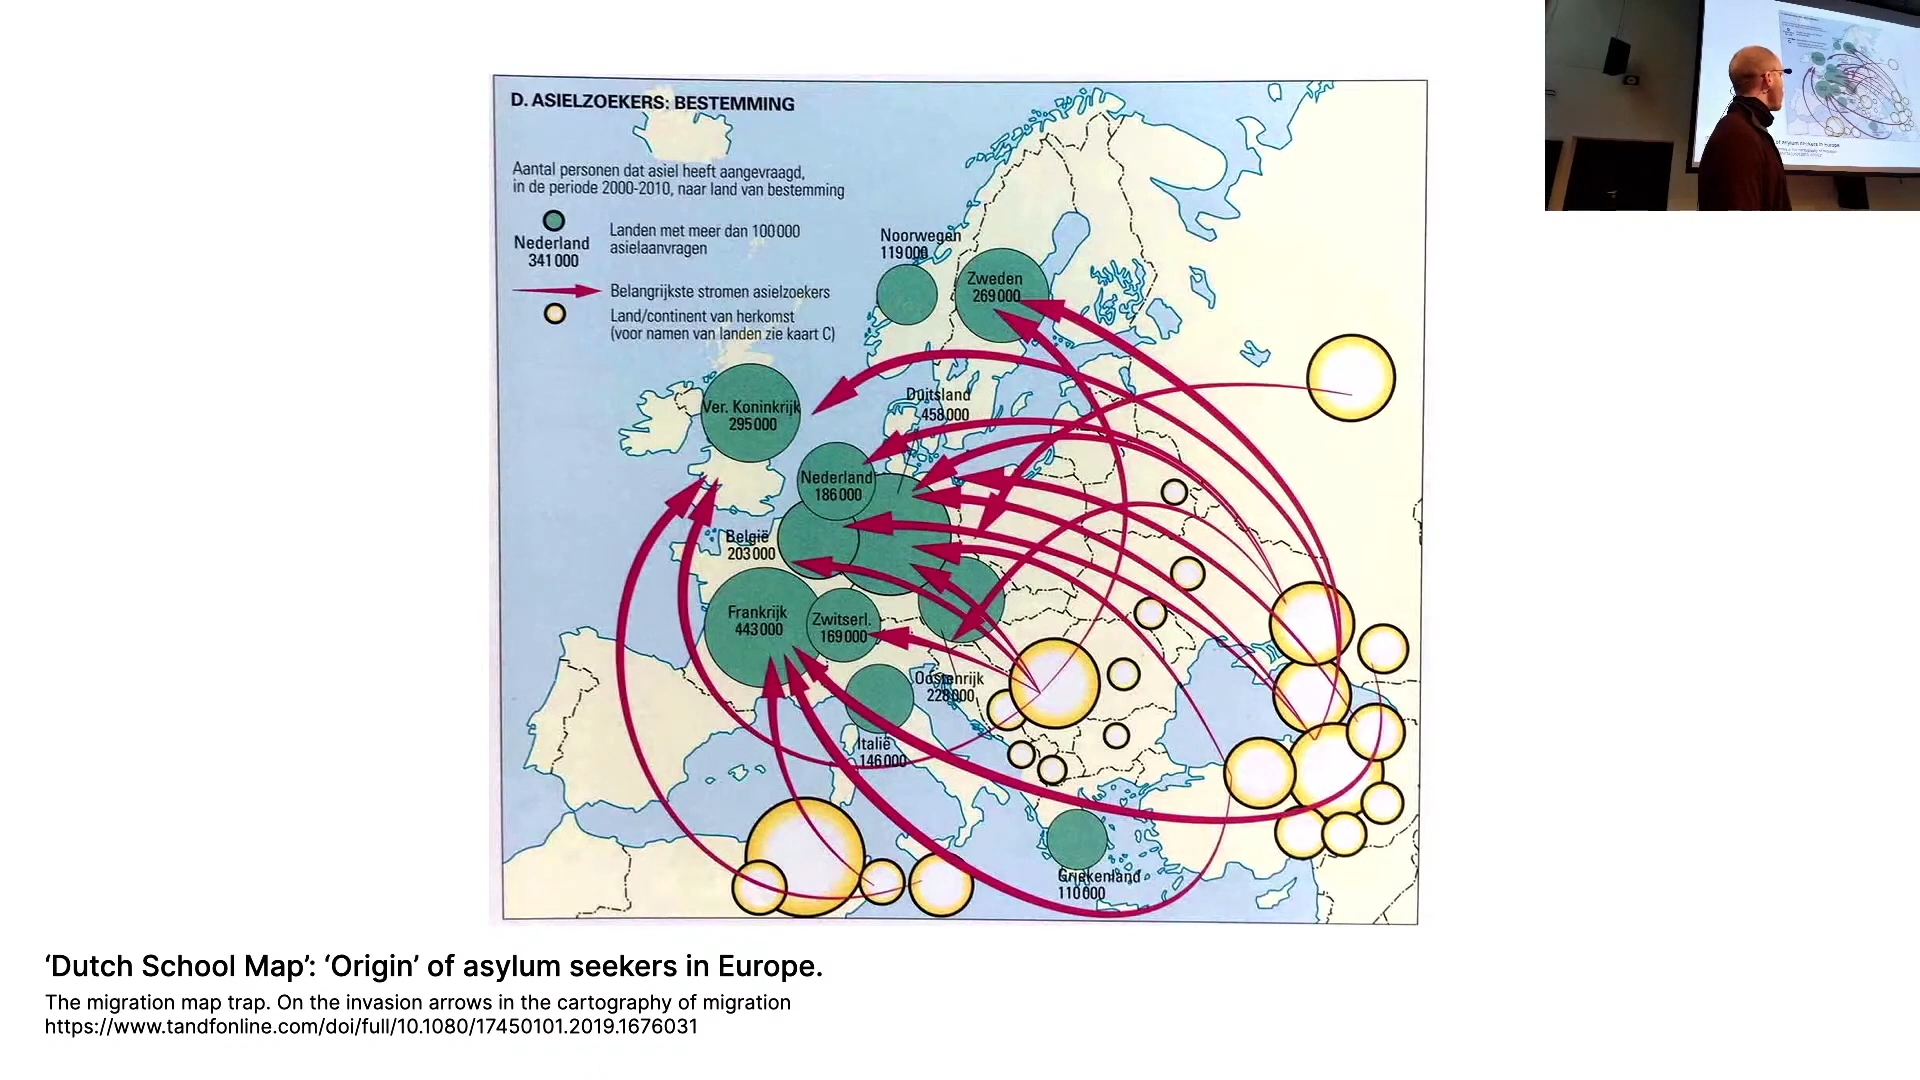 D. ASIELZOEKERS: BESTEMMING
Aantal personen dat asiel heeft aangevraagd,
in de periode 2000-2010, naar land van bestemming
Nederland
341 000
Landen met meer dan 100 000
asielaanvragen
Belangrijkste stromen asielzoekers
Land/continent van herkomst
(voor namen van landen zie kaart C)
Noorwegen
119 000
Zweden
269 000
Duitsland
458 000
Ver. Koninkrijk
295 000
Nederland
186 000
België
203 000
Frankrijk
443 000
Zwitserl.
169 000
Oostenrijk
228 000
Italië
146 000
Griekenland
110 000
‘Dutch School Map’: ‘Origin’ of asylum seekers in Europe.
The migration map trap. On the invasion arrows in the cartography of migration
https://www.tandfonline.com/doi/full/10.1080/17450101.2019.1676031